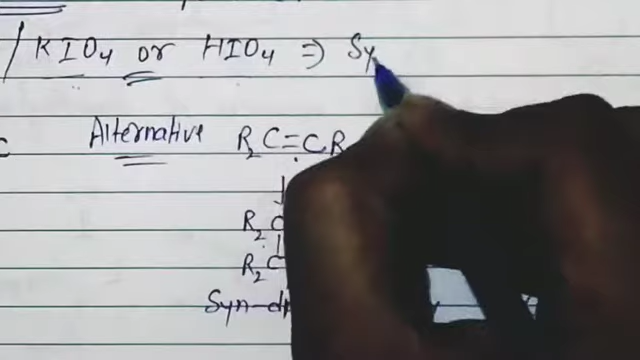 / KIO4 or HIO4 ⇒ Sy
c Alternative R2C=CR
R2C
R2C
Syn-d